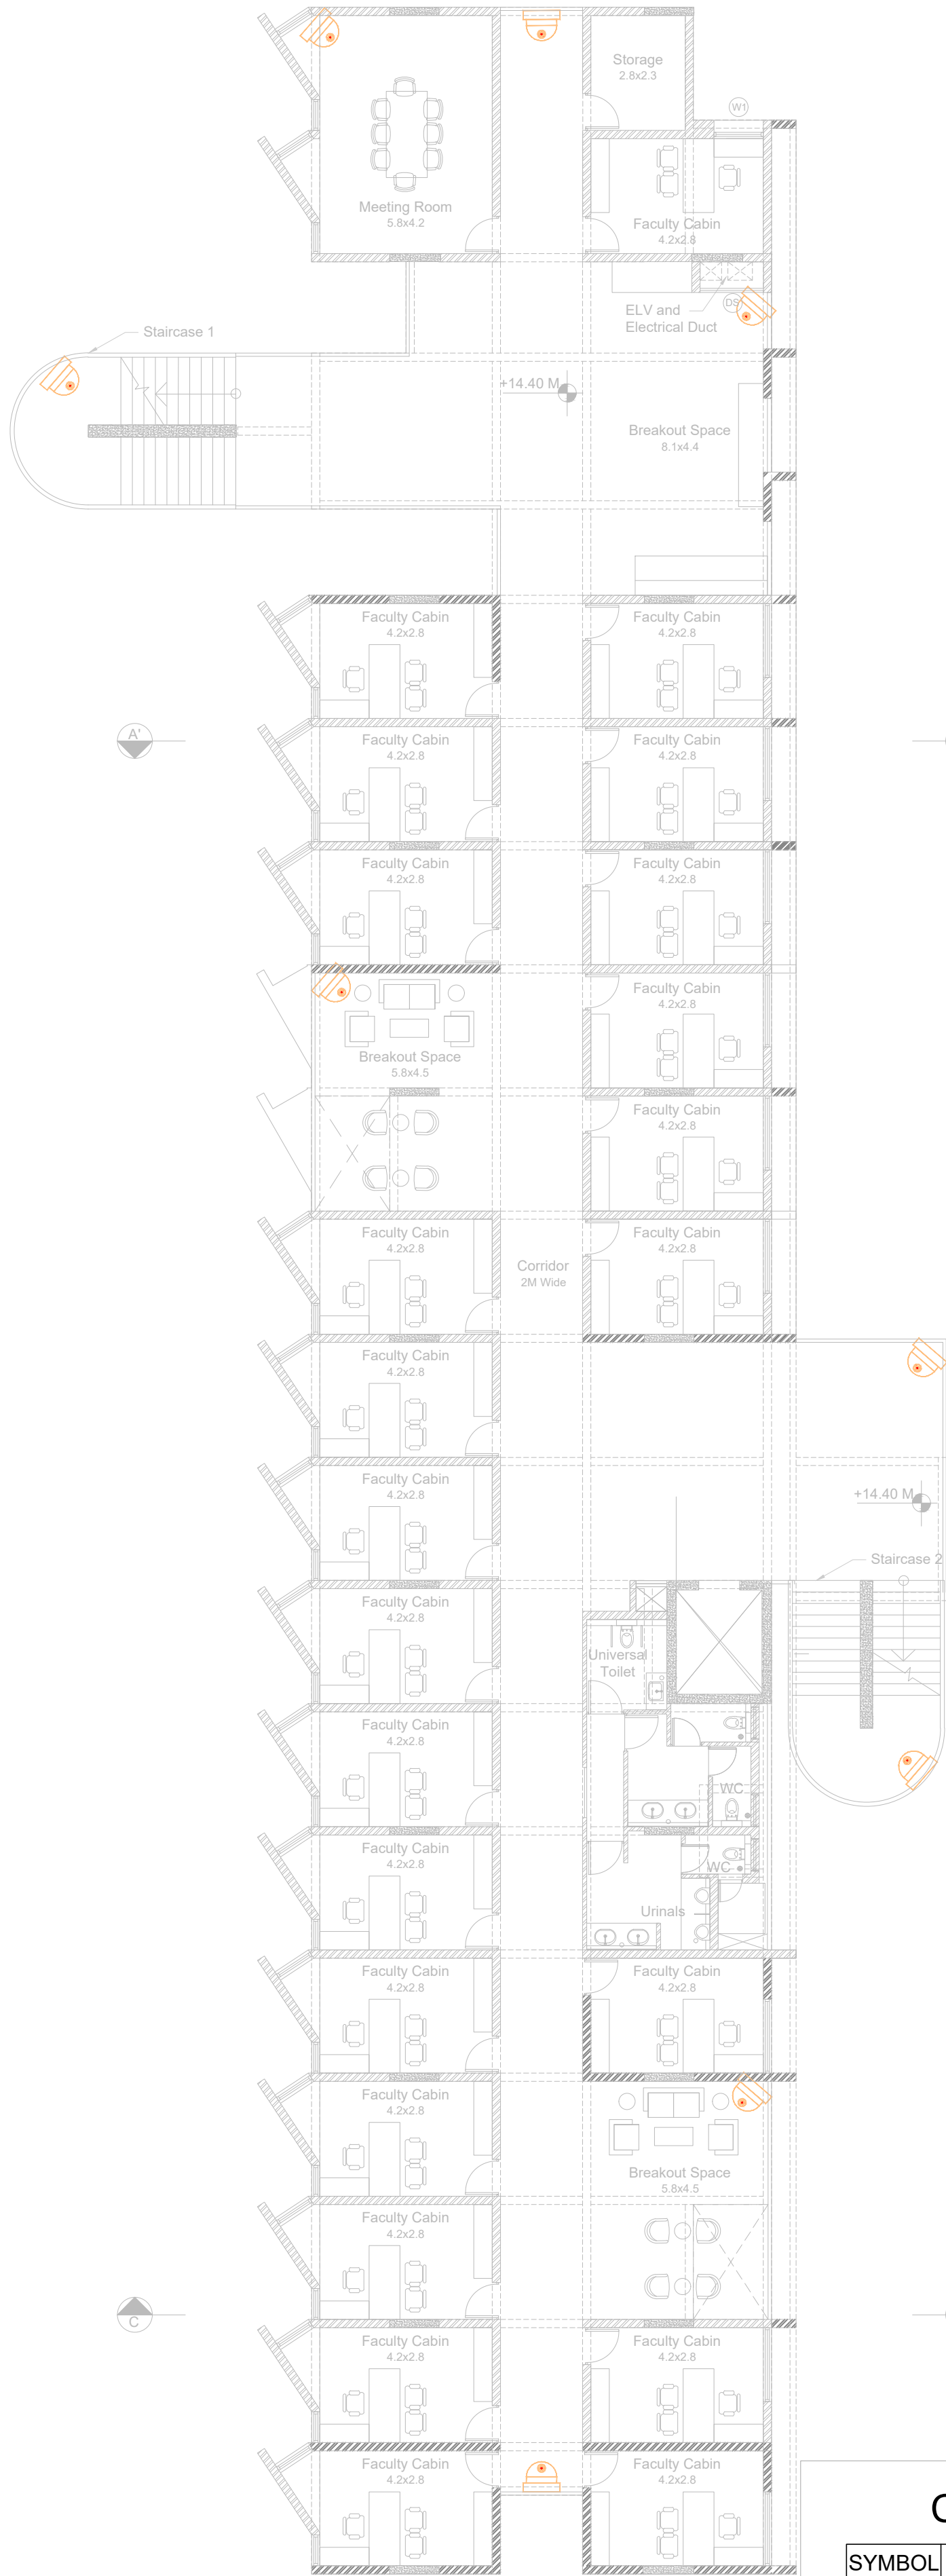 Storage
2.8x2.3
W1
Meeting Room
5.8x4.2
Faculty Cabin
4.2x2.8
ELV and
Electrical Duct
DS
Staircase 1
+14.40 M
Breakout Space
8.1x4.4
Faculty Cabin
4.2x2.8
Faculty Cabin
4.2x2.8
A'
Faculty Cabin
4.2x2.8
Faculty Cabin
4.2x2.8
Faculty Cabin
4.2x2.8
Faculty Cabin
4.2x2.8
Faculty Cabin
4.2x2.8
Breakout Space
5.8x4.5
Faculty Cabin
4.2x2.8
Faculty Cabin
4.2x2.8
Faculty Cabin
4.2x2.8
Corridor
2M Wide
Faculty Cabin
4.2x2.8
Faculty Cabin
4.2x2.8
+14.40 M
Staircase 2
Faculty Cabin
4.2x2.8
Universal
Toilet
Faculty Cabin
4.2x2.8
WC
Faculty Cabin
4.2x2.8
WC
Urinals
Faculty Cabin
4.2x2.8
Faculty Cabin
4.2x2.8
Faculty Cabin
4.2x2.8
Breakout Space
5.8x4.5
Faculty Cabin
4.2x2.8
C
Faculty Cabin
4.2x2.8
Faculty Cabin
4.2x2.8
Faculty Cabin
4.2x2.8
Faculty Cabin
4.2x2.8
SYMBOL